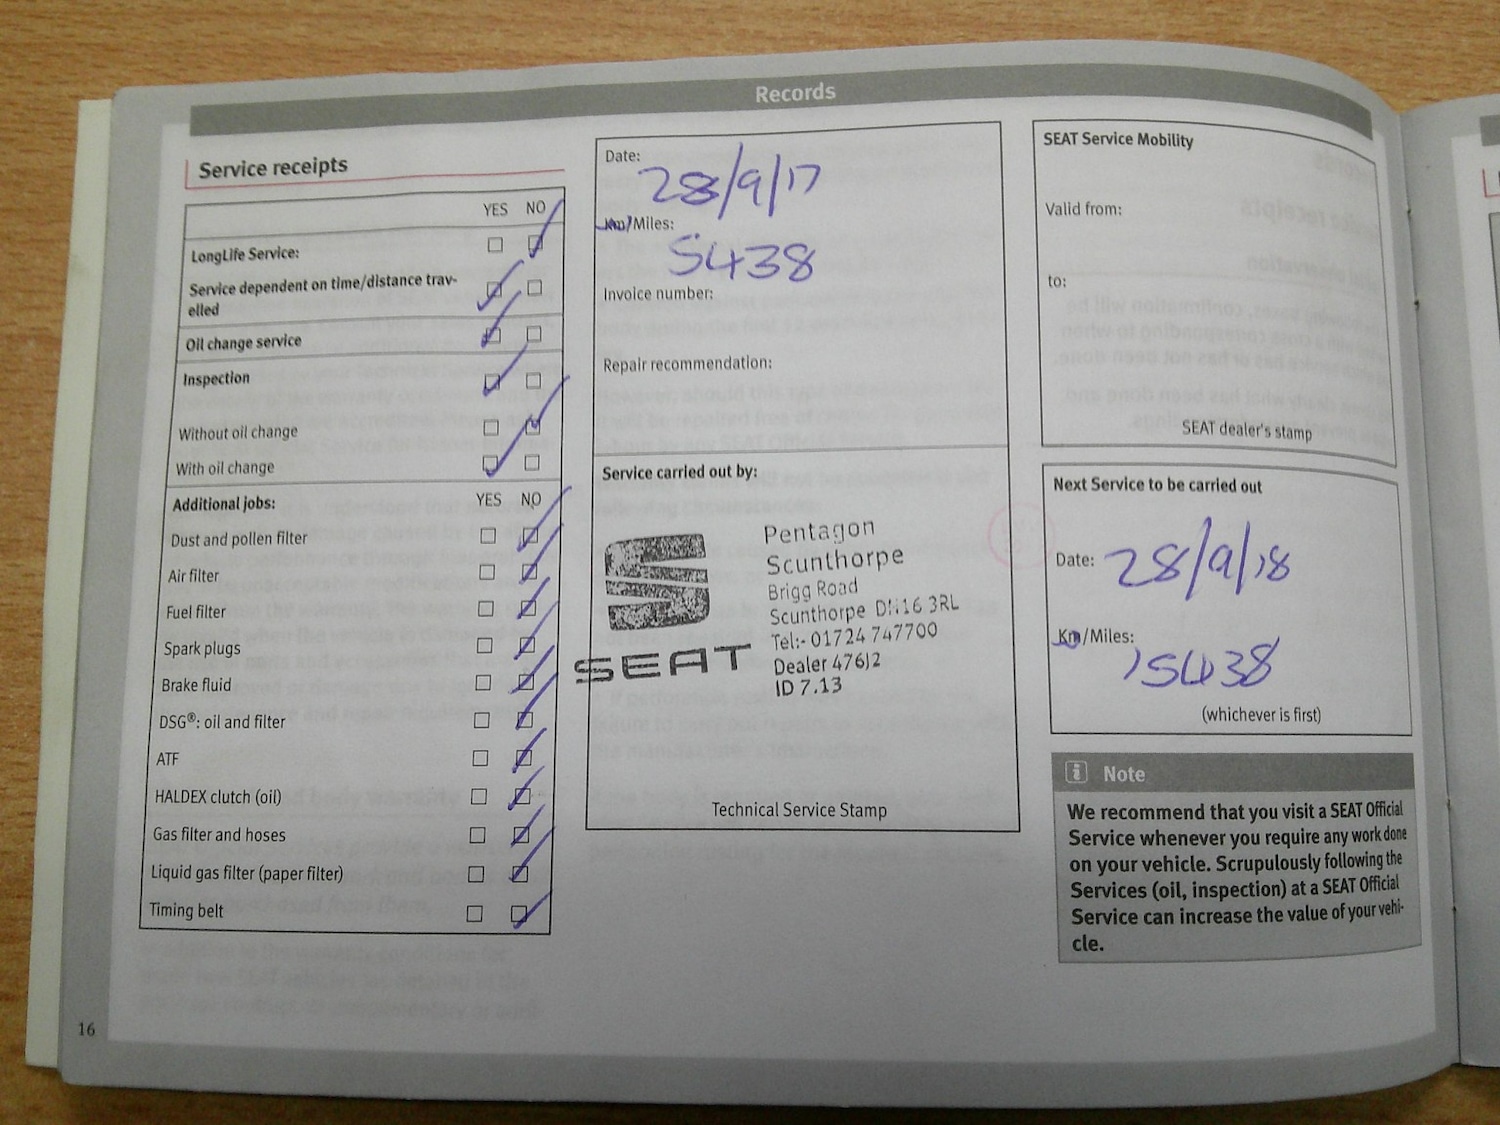 Records
Service receipts
YES NO
LongLife Service:
Service dependent on time/distance trav-
elled
Oil change service
Inspection
Without oil change
With oil change
Additional jobs: YES NO
Dust and pollen filter
Air filter
Fuel filter
Spark plugs
Brake fluid
DSG®: oil and filter
ATF
HALDEX clutch (oil)
Gas filter and hoses
Liquid gas filter (paper filter)
Timing belt
16
Date: 28/9/17
Km/Miles:
5438
Invoice number:
Repair recommendation:
Service carried out by:
SEAT
Pentagon
Scunthorpe
Brigg Road
Scunthorpe DN16 3RL
Tel:- 01724 747700
Dealer 476/2
ID 7.13
Technical Service Stamp
SEAT Service Mobility
Valid from:
to:
SEAT dealer's stamp
Next Service to be carried out
Date: 28/9/18
Km/Miles:
15438
(whichever is first)
i Note
We recommend that you visit a SEAT Official
Service whenever you require any work done
on your vehicle. Scrupulously following the
Services (oil, inspection) at a SEAT Official
Service can increase the value of your vehi-
cle.